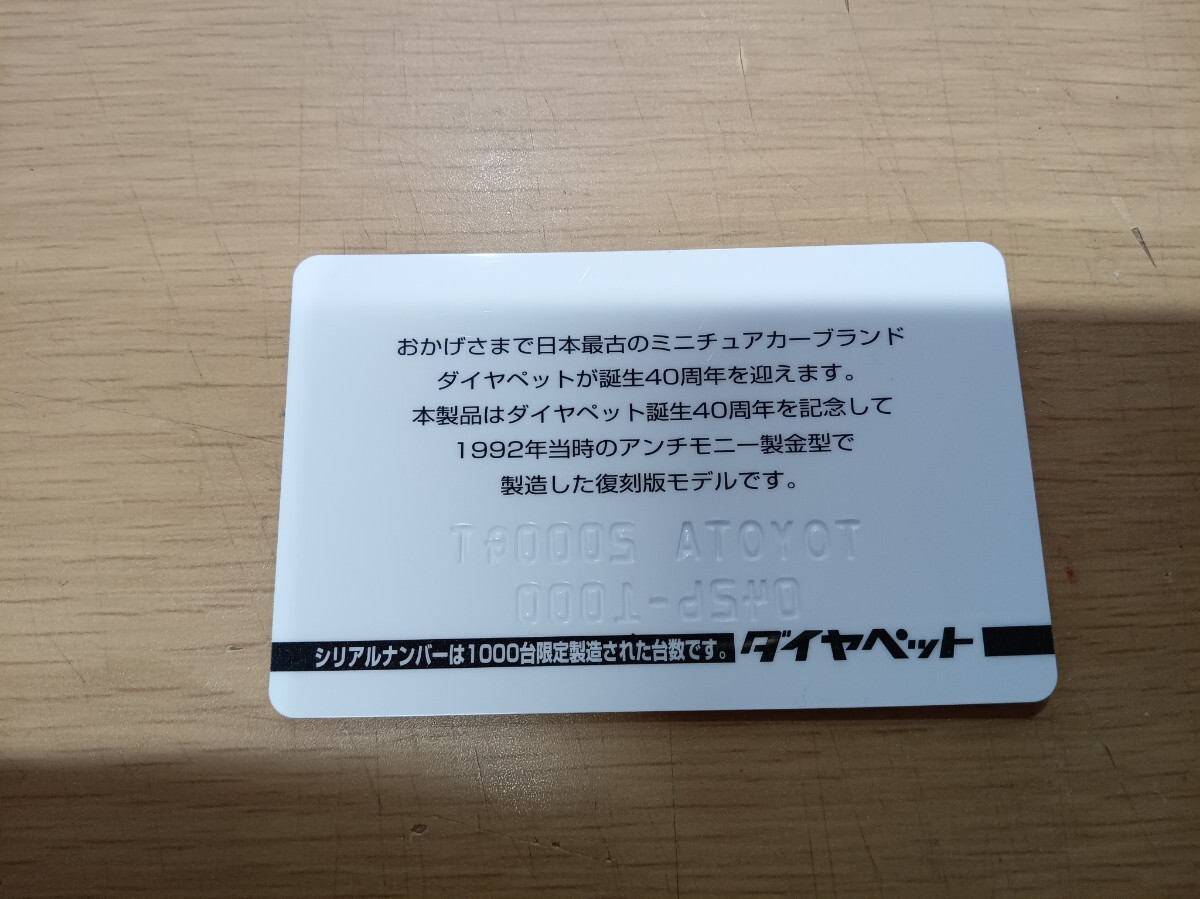 おかげさまで日本最古のミニチュアカーブランド
ダイヤペットが誕生40周年を迎えます。
本製品はダイヤペット誕生40周年を記念して
1992年当時のアンチモニー製金型で
製造した復刻版モデルです。
TOYOTA 2000GT
シリアルナンバーは1000台限定製造された台数です。 ダイヤペット